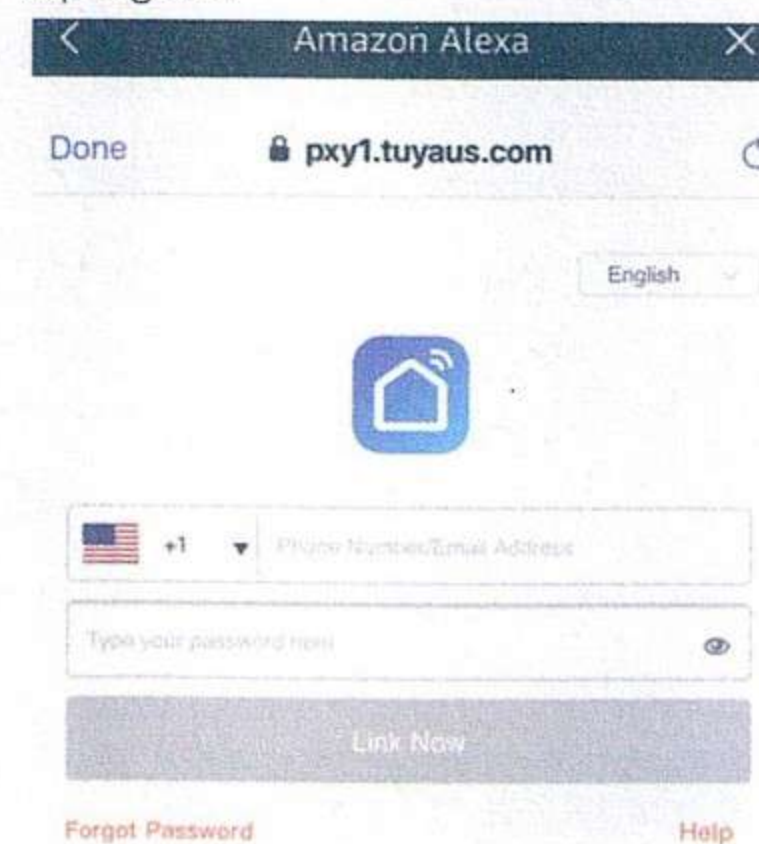 Amazon Alexa
Done pxy1.tuyaus.com
English
+1 Phone Number/Email Address
Type your password here
Link Now
Forgot Password Help